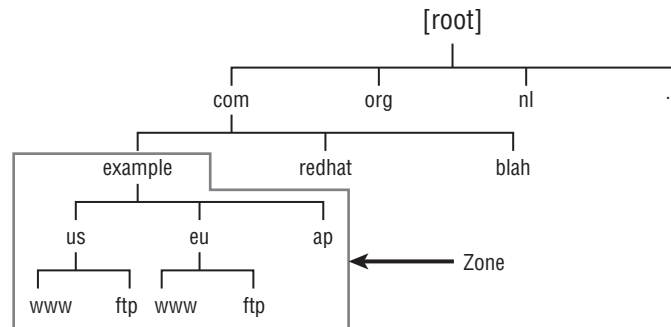 [root]
com org nl .
example redhat blah
us eu ap
Zone
www ftp www ftp